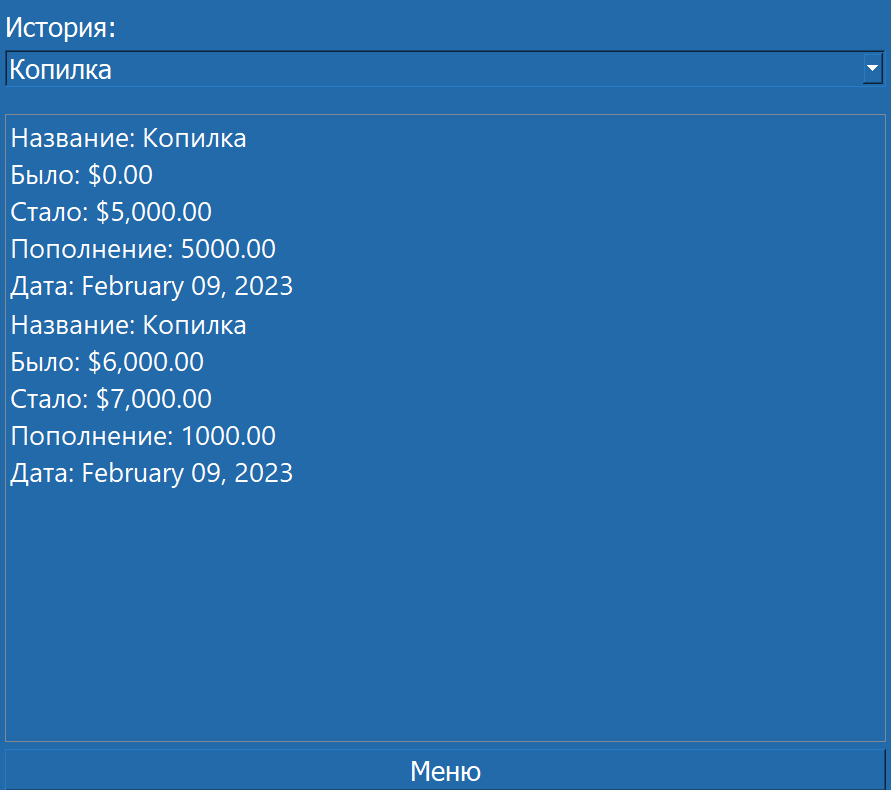 История:
Копилка
Название: Копилка
Было: $0.00
Стало: $5,000.00
Пополнение: 5000.00
Дата: February 09, 2023
Название: Копилка
Было: $6,000.00
Стало: $7,000.00
Пополнение: 1000.00
Дата: February 09, 2023
Меню